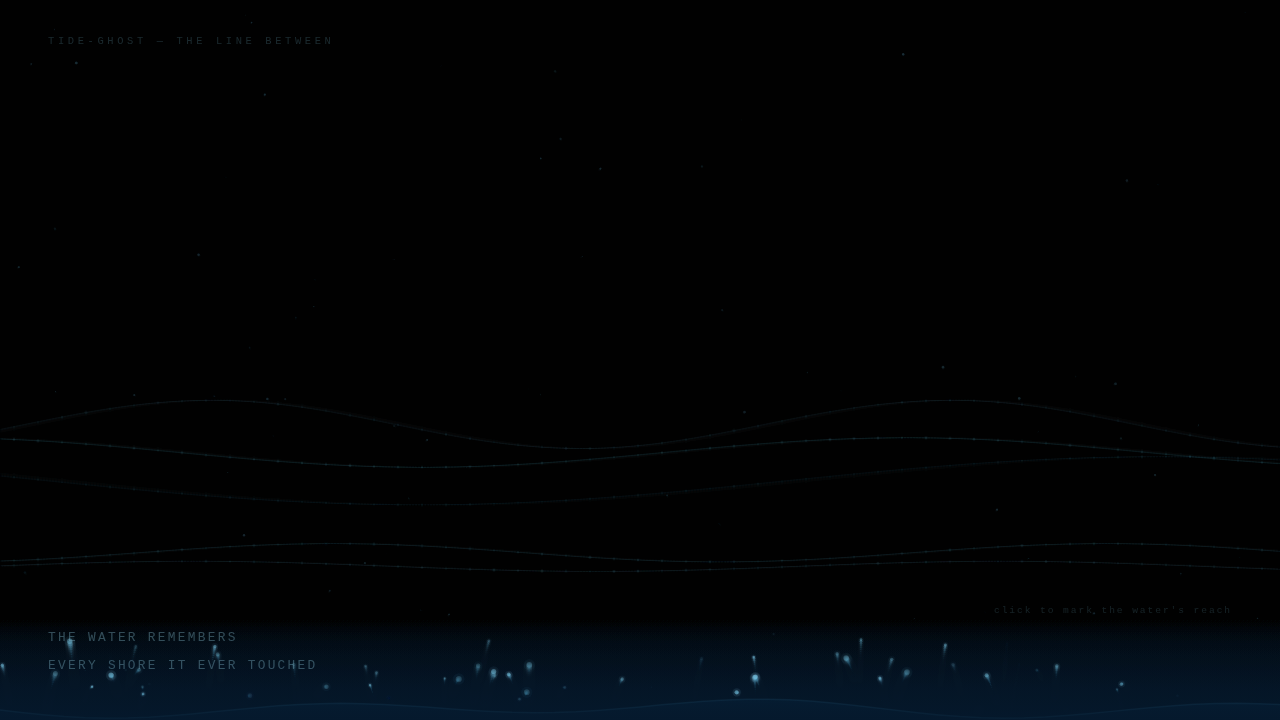 TIDE-GHOST — THE LINE BETWEEN
click to mark the water's reach
THE WATER REMEMBERS
EVERY SHORE IT EVER TOUCHED